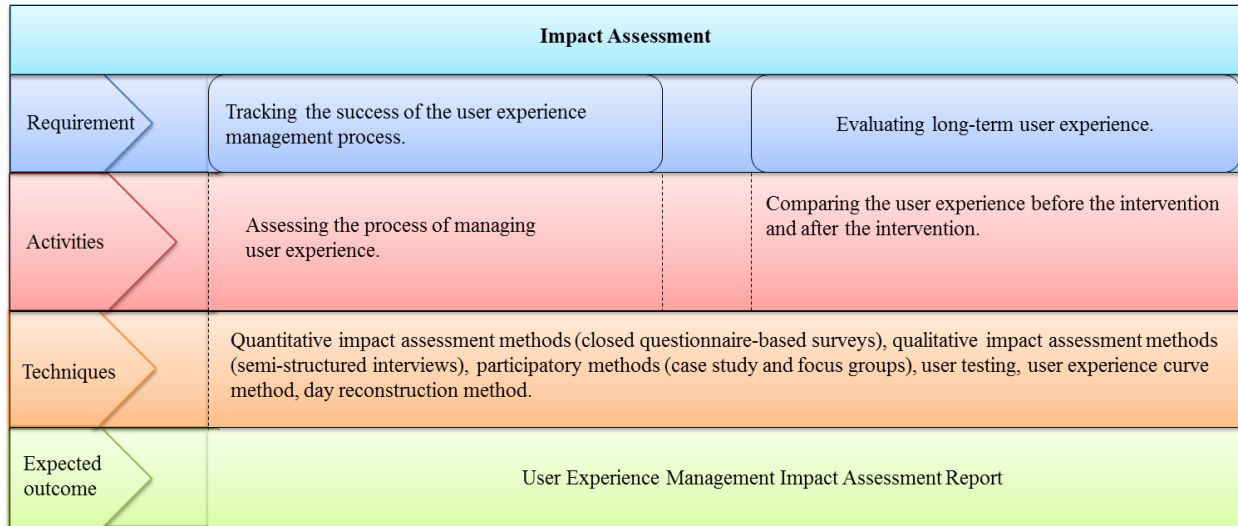 Impact Assessment
Requirement
Tracking the success of the user experience
management process.
Evaluating long-term user experience.
Activities
Assessing the process of managing
user experience.
Comparing the user experience before the intervention
and after the intervention.
Techniques
Quantitative impact assessment methods (closed questionnaire-based surveys), qualitative impact assessment methods
(semi-structured interviews), participatory methods (case study and focus groups), user testing, user experience curve
method, day reconstruction method.
Expected
outcome
User Experience Management Impact Assessment Report